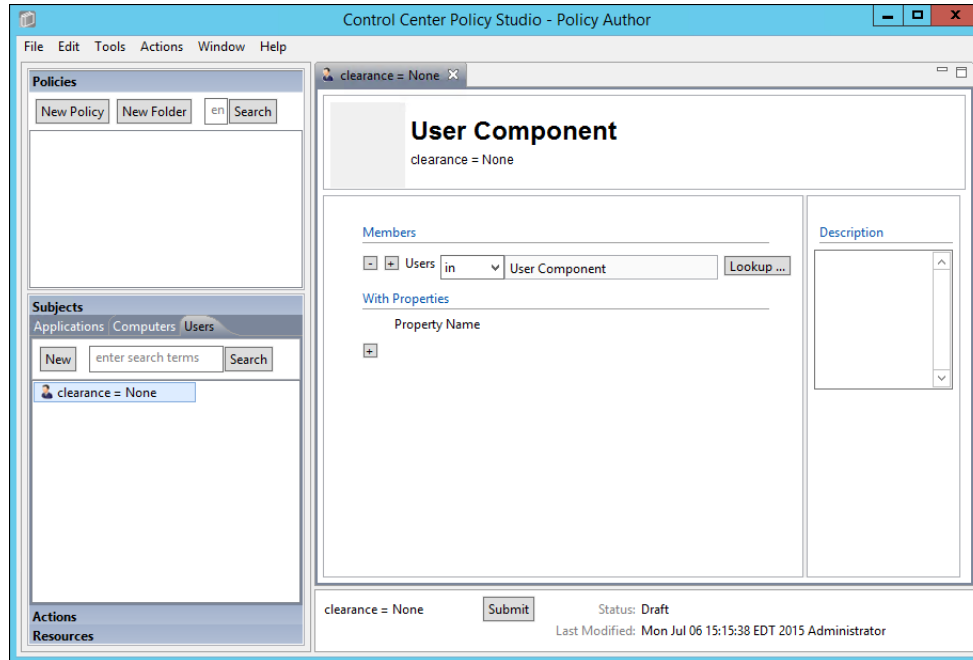 Control Center Policy Studio - Policy Author
File Edit Tools Actions Window Help
Policies
New Policy New Folder en Search
Subjects
Applications Computers Users
New enter search terms Search
clearance = None
Actions
Resources
clearance = None
User Component
clearance = None
Members
- + Users in User Component Lookup ...
With Properties
Property Name
+
Description
clearance = None Submit Status: Draft
Last Modified: Mon Jul 06 15:15:38 EDT 2015 Administrator